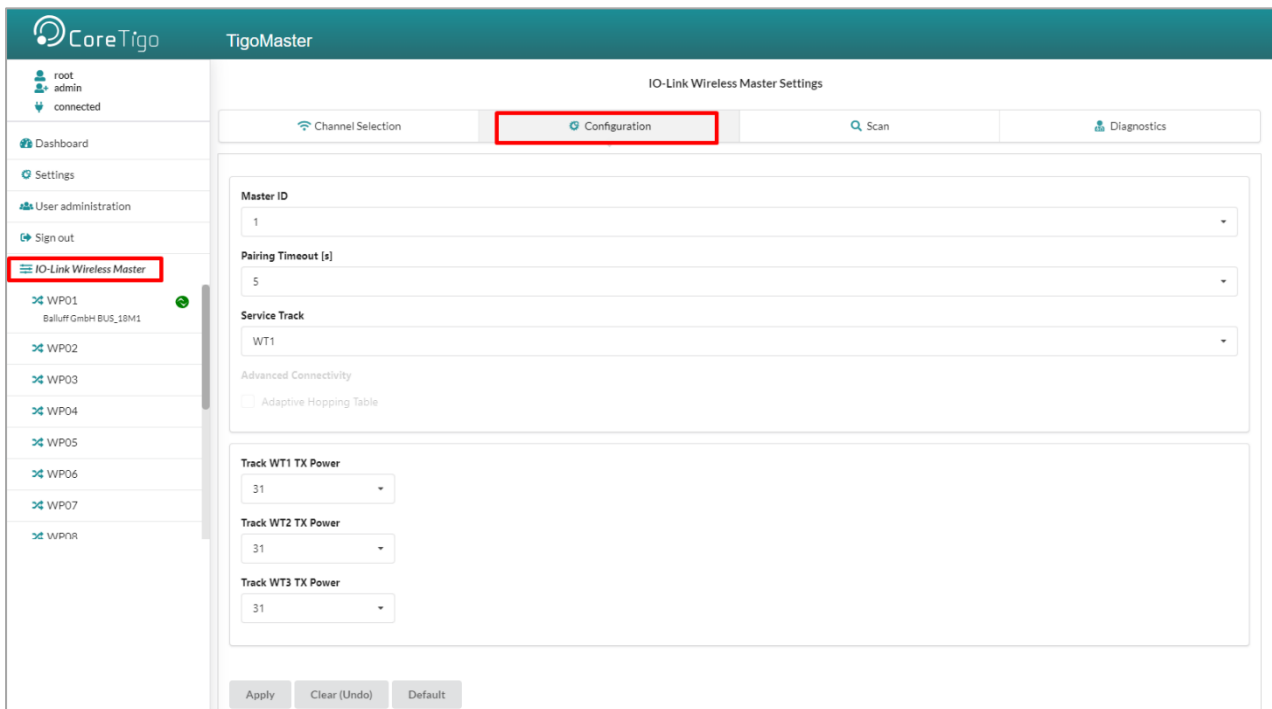 CoreTigo
TigoMaster
root
admin
connected
Dashboard
Settings
User administration
Sign out
IO-Link Wireless Master
WP01
Balluff GmbH BUS_18M1
WP02
WP03
WP04
WP05
WP06
WP07
WP08
IO-Link Wireless Master Settings
Channel Selection
Configuration
Scan
Diagnostics
Master ID
1
Pairing Timeout [s]
5
Service Track
WT1
Advanced Connectivity
Adaptive Hopping Table
Track WT1 TX Power
31
Track WT2 TX Power
31
Track WT3 TX Power
31
Apply
Clear (Undo)
Default